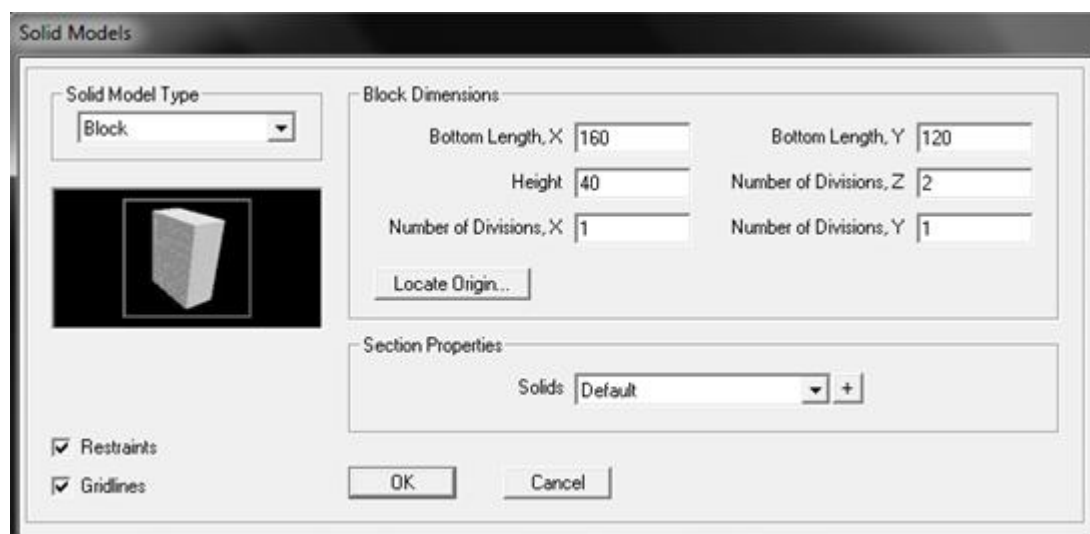 Solid Models
Solid Model Type
Block
Block Dimensions
Bottom Length, X 160
Bottom Length, Y 120
Height 40
Number of Divisions, Z 2
Number of Divisions, X 1
Number of Divisions, Y 1
Locate Origin...
Section Properties
Solids Default +
Restraints
Gridlines
OK
Cancel